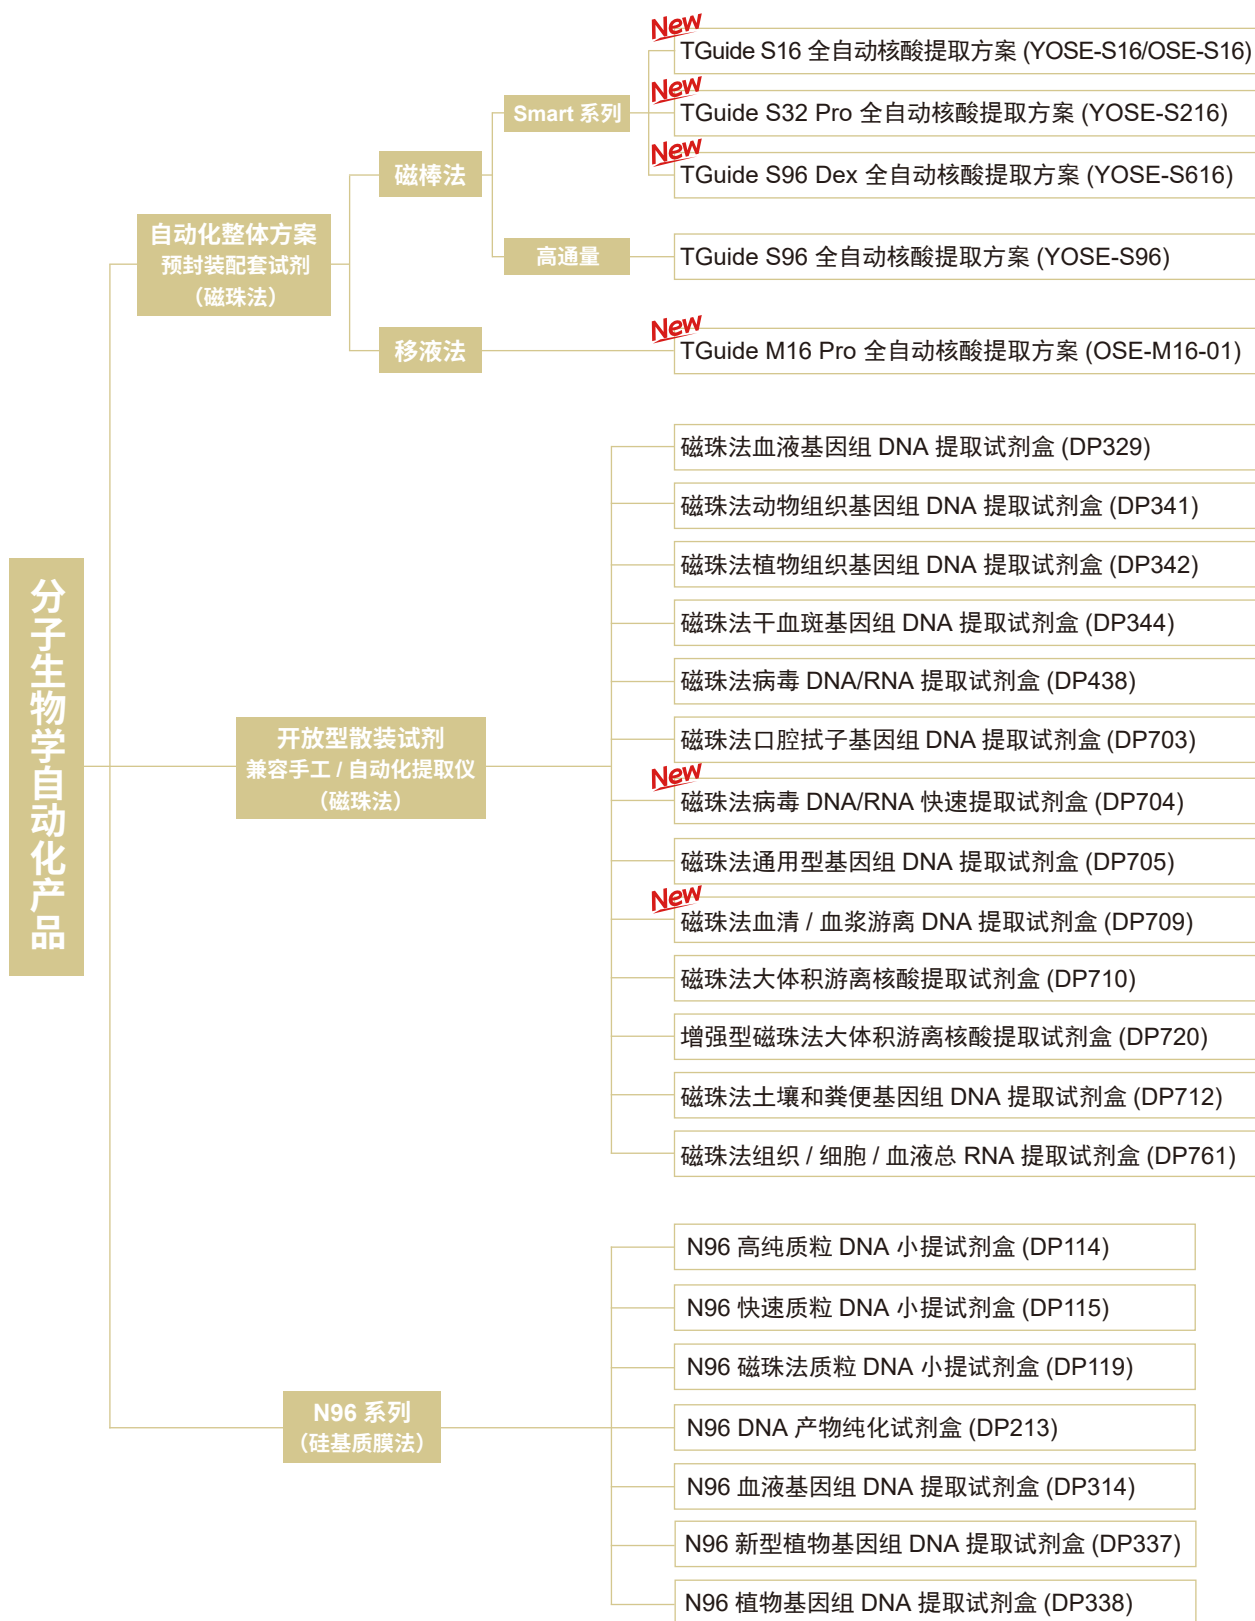 分子生物学自动化产品
自动化整体方案
预封装配套试剂
（磁珠法）
磁棒法
Smart 系列
New
TGuide S16 全自动核酸提取方案 (YOSE-S16/OSE-S16)
New
TGuide S32 Pro 全自动核酸提取方案 (YOSE-S216)
New
TGuide S96 Dex 全自动核酸提取方案 (YOSE-S616)
高通量
TGuide S96 全自动核酸提取方案 (YOSE-S96)
移液法
New
TGuide M16 Pro 全自动核酸提取方案 (OSE-M16-01)
开放型散装试剂
兼容手工 / 自动化提取仪
（磁珠法）
磁珠法血液基因组 DNA 提取试剂盒 (DP329)
磁珠法动物组织基因组 DNA 提取试剂盒 (DP341)
磁珠法植物组织基因组 DNA 提取试剂盒 (DP342)
磁珠法干血斑基因组 DNA 提取试剂盒 (DP344)
磁珠法病毒 DNA/RNA 提取试剂盒 (DP438)
磁珠法口腔拭子基因组 DNA 提取试剂盒 (DP703)
New
磁珠法病毒 DNA/RNA 快速提取试剂盒 (DP704)
磁珠法通用型基因组 DNA 提取试剂盒 (DP705)
New
磁珠法血清 / 血浆游离 DNA 提取试剂盒 (DP709)
磁珠法大体积游离核酸提取试剂盒 (DP710)
增强型磁珠法大体积游离核酸提取试剂盒 (DP720)
磁珠法土壤和粪便基因组 DNA 提取试剂盒 (DP712)
磁珠法组织 / 细胞 / 血液总 RNA 提取试剂盒 (DP761)
N96 系列
（硅基质膜法）
N96 高纯质粒 DNA 小提试剂盒 (DP114)
N96 快速质粒 DNA 小提试剂盒 (DP115)
N96 磁珠法质粒 DNA 小提试剂盒 (DP119)
N96 DNA 产物纯化试剂盒 (DP213)
N96 血液基因组 DNA 提取试剂盒 (DP314)
N96 新型植物基因组 DNA 提取试剂盒 (DP337)
N96 植物基因组 DNA 提取试剂盒 (DP338)